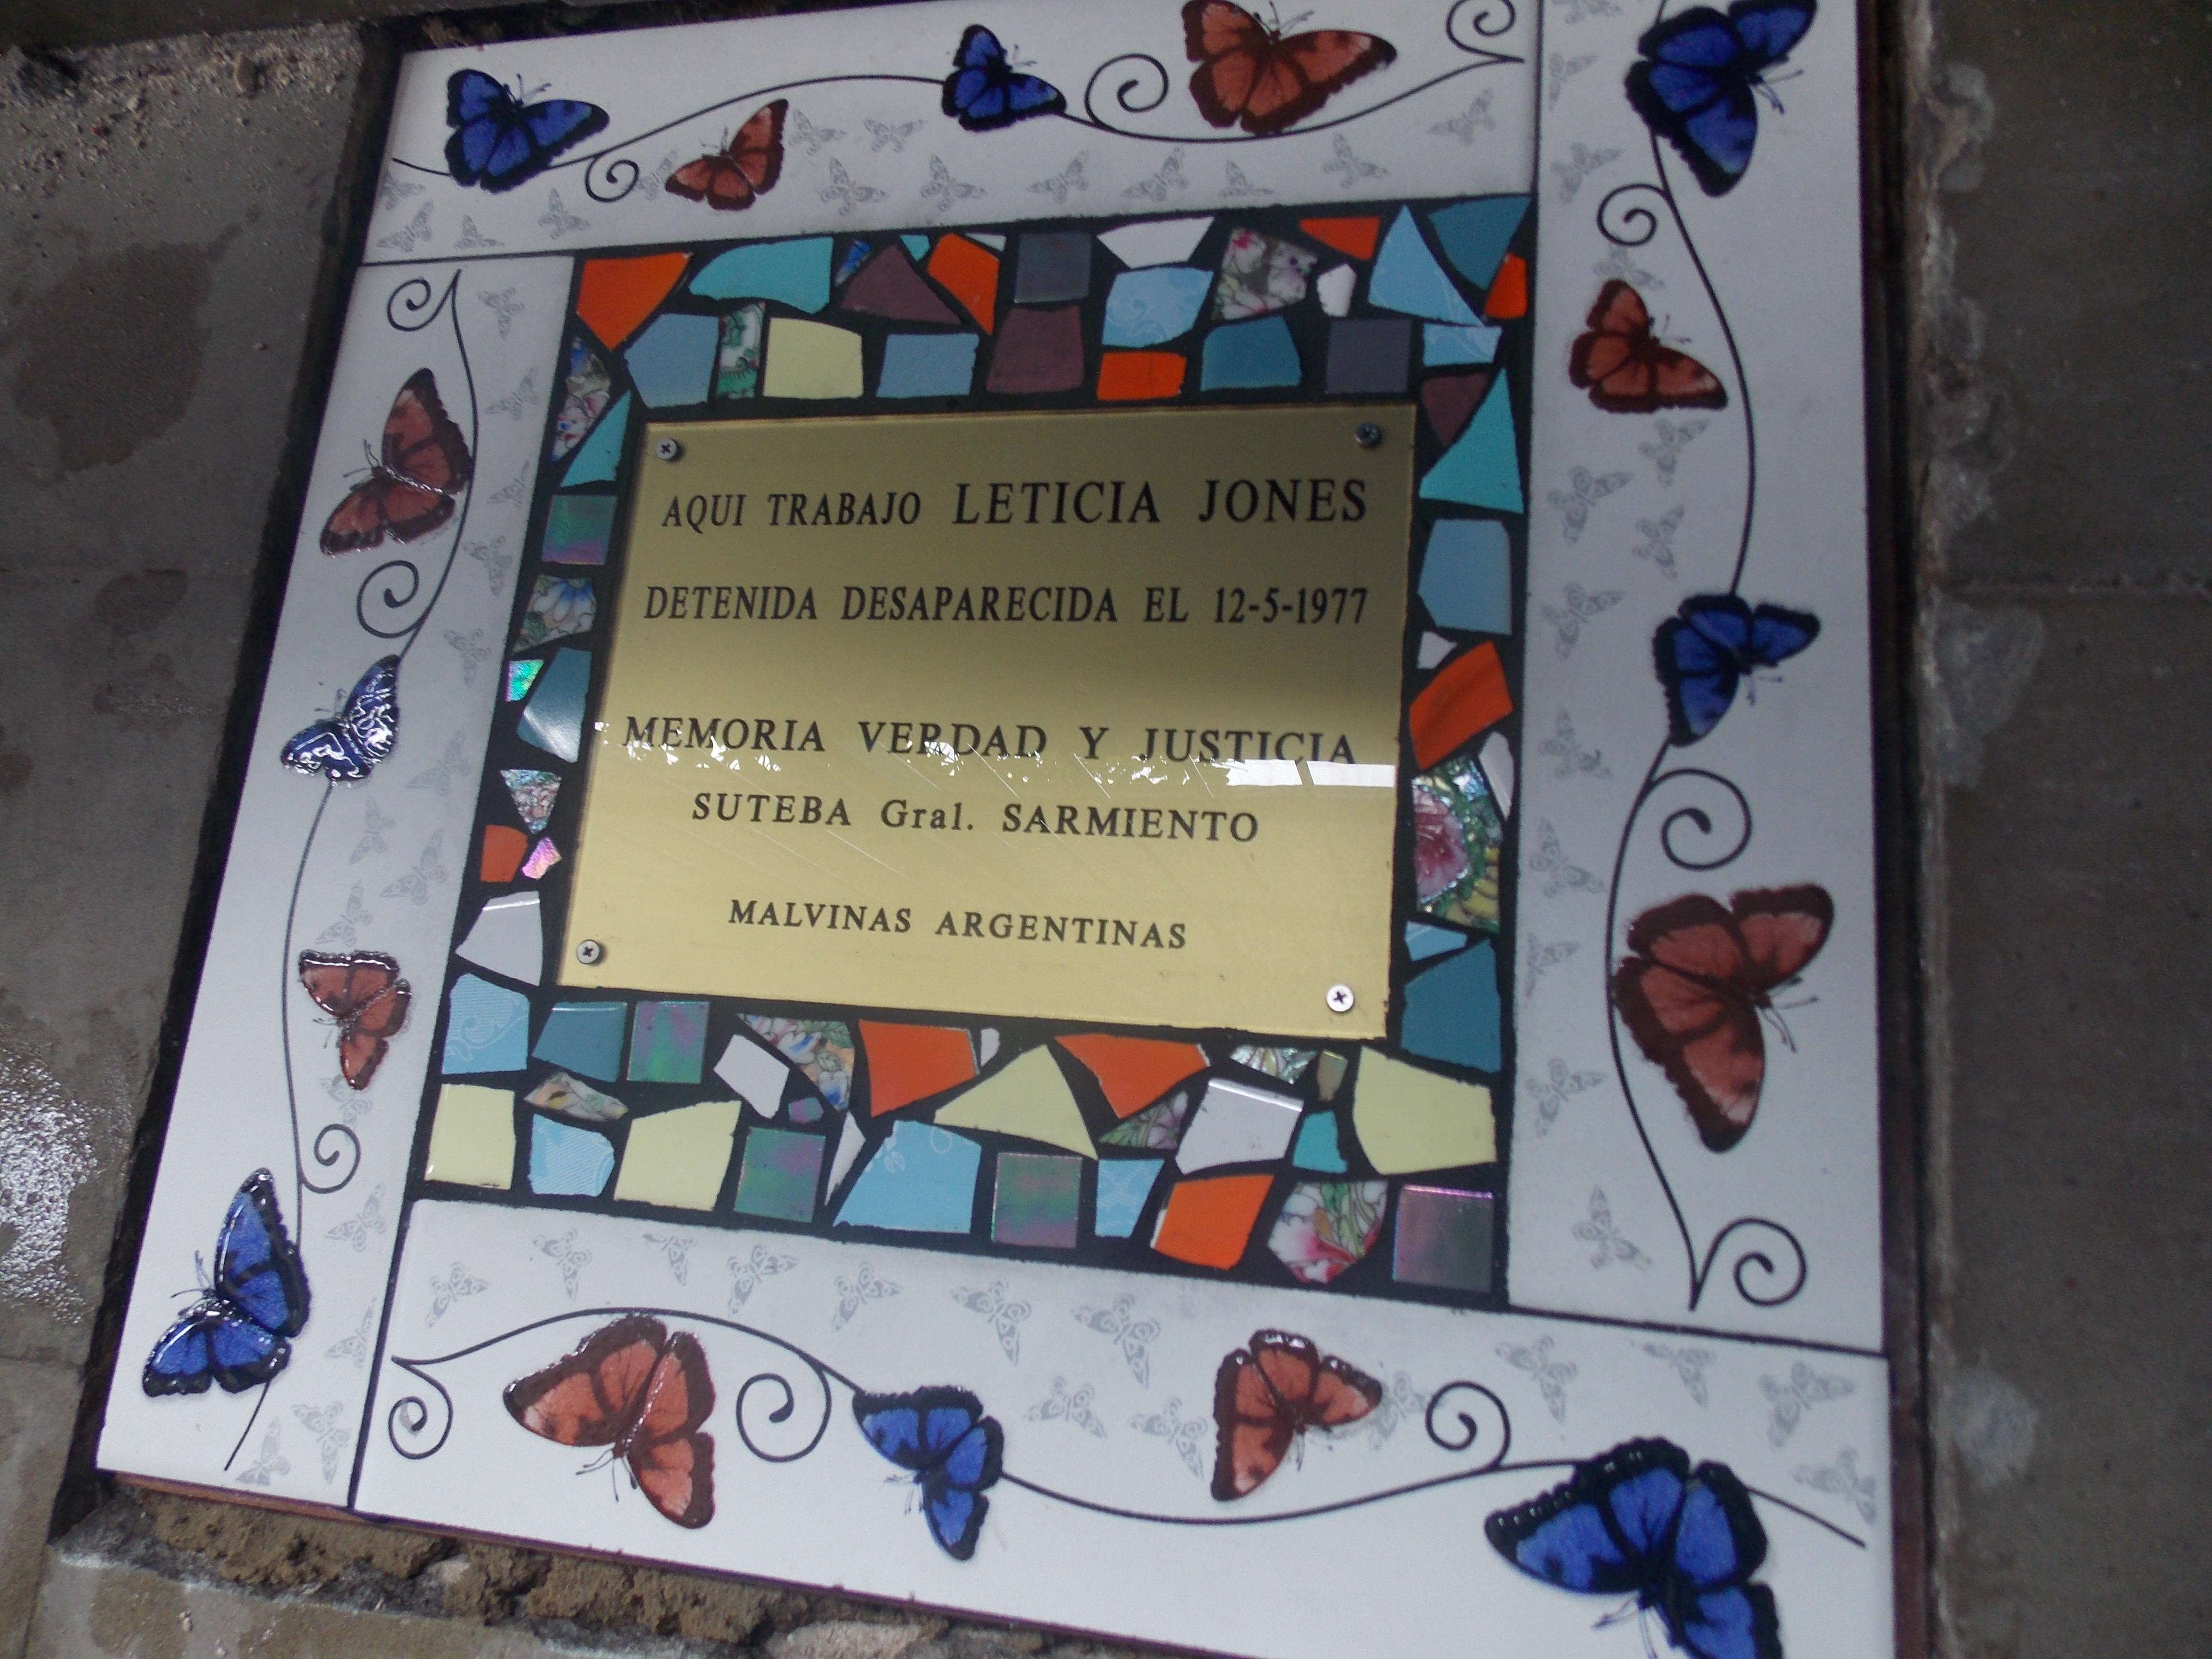 AQUI TRABAJO LETICIA JONES
DETENIDA DESAPARECIDA EL 12-5-1977
MEMORIA VERDAD Y JUSTICIA
SUTEBA Gral. SARMIENTO
MALVINAS ARGENTINAS